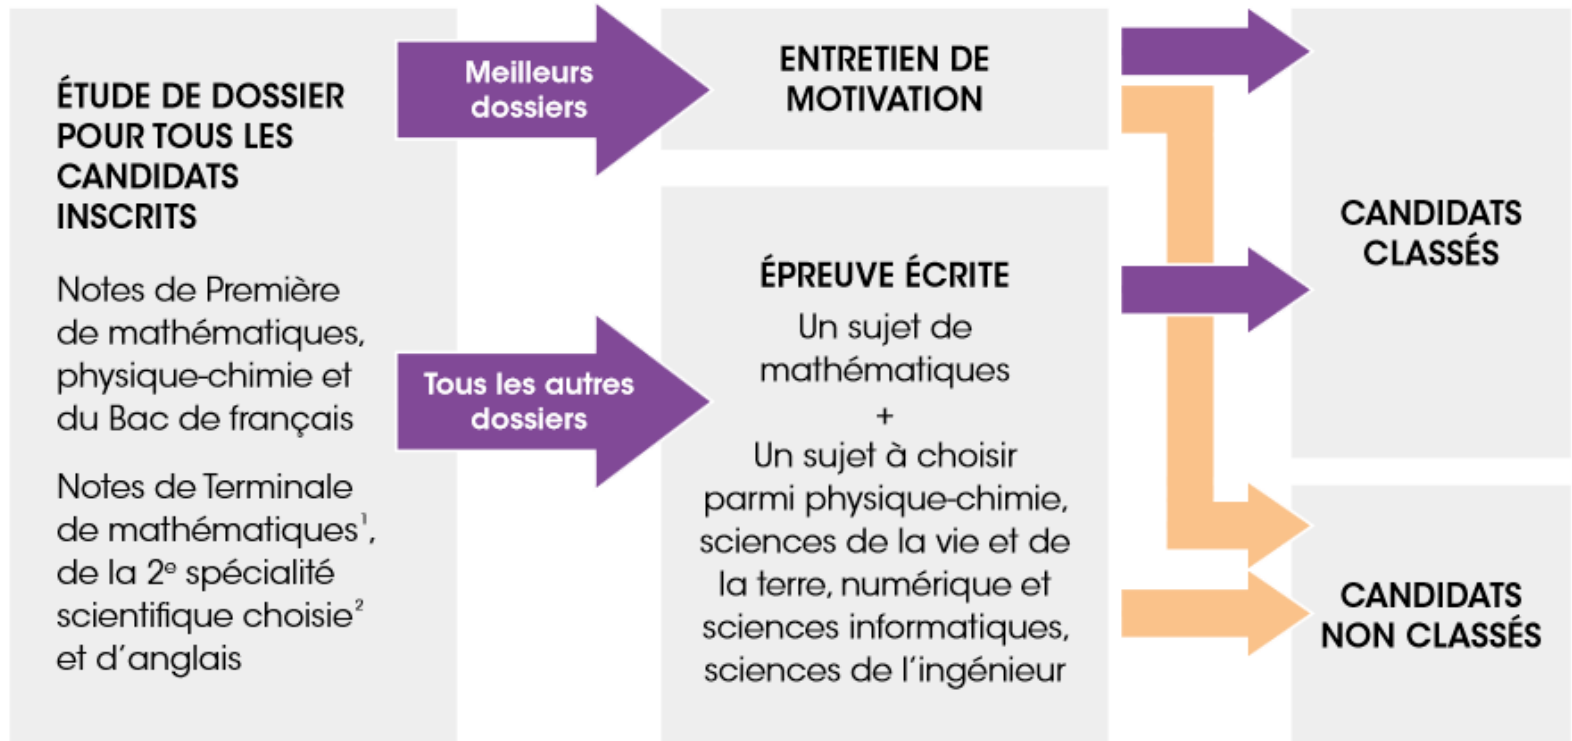 ÉTUDE DE DOSSIER
POUR TOUS LES
CANDIDATS
INSCRITS
Notes de Première
de mathématiques,
physique-chimie et
du Bac de français
Notes de Terminale
de mathématiques¹,
de la 2ᵉ spécialité
scientifique choisie²
et d'anglais
Meilleurs
dossiers
Tous les autres
dossiers
ENTRETIEN DE
MOTIVATION
ÉPREUVE ÉCRITE
Un sujet de
mathématiques
+
Un sujet à choisir
parmi physique-chimie,
sciences de la vie et de
la terre, numérique et
sciences informatiques,
sciences de l'ingénieur
CANDIDATS
CLASSÉS
CANDIDATS
NON CLASSÉS